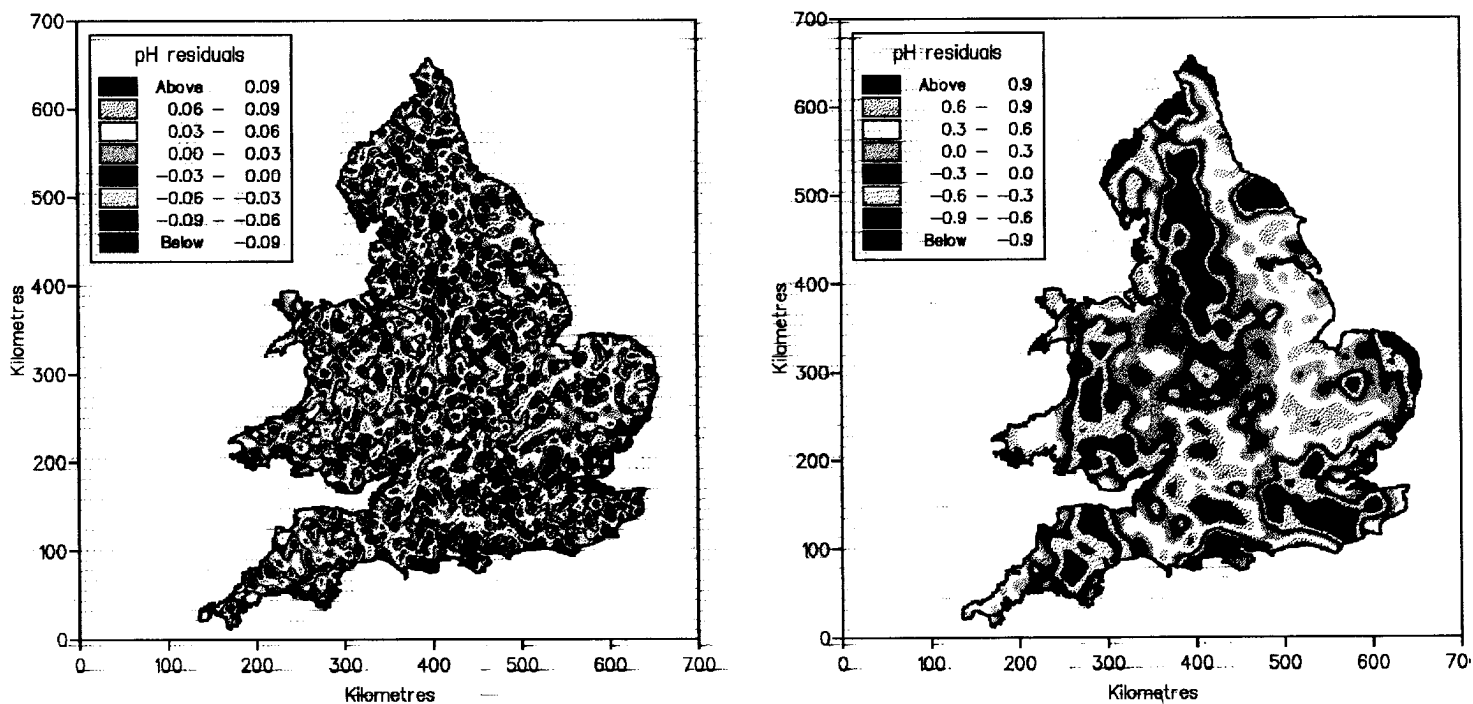 700
600
500
400
300
200
100
0
Kilometres
pH residuals
Above 0.09
0.06 – 0.09
0.03 – 0.06
0.00 – 0.03
−0.03 – 0.00
−0.06 – −0.03
−0.09 – −0.06
Below −0.09
0 100 200 300 400 500 600 700
Kilometres
700
600
500
400
300
200
100
0
Kilometres
pH residuals
Above 0.9
0.6 – 0.9
0.3 – 0.6
0.0 – 0.3
−0.3 – 0.0
−0.6 – −0.3
−0.9 – −0.6
Below −0.9
0 100 200 300 400 500 600 70
Kilometres